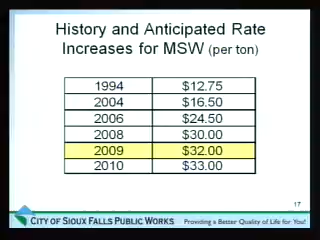 History and Anticipated Rate
Increases for MSW (per ton)
1994 $12.75
2004 $16.50
2006 $24.50
2008 $30.00
2009 $32.00
2010 $33.00
17
CITY OF SIOUX FALLS PUBLIC WORKS Providing a Better Quality of Life for You!